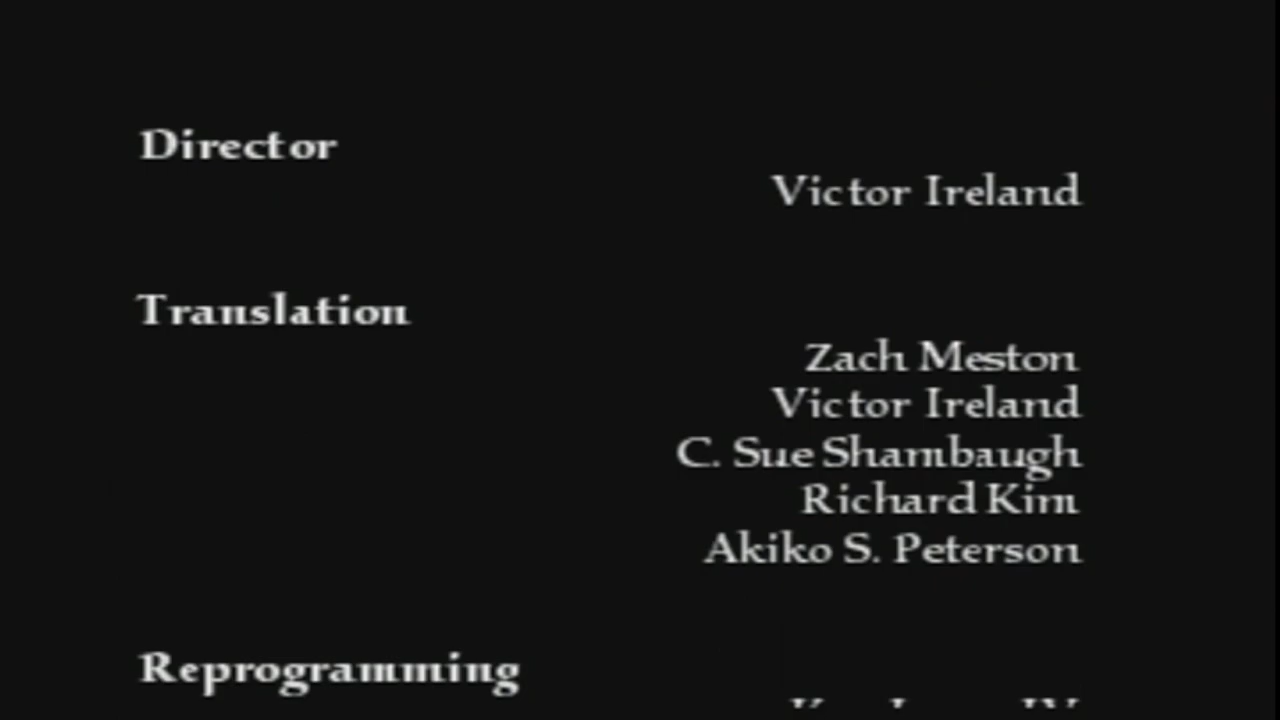 Director
Victor Ireland
Translation
Zach Meston
Victor Ireland
C. Sue Shambaugh
Richard Kim
Akiko S. Peterson
Reprogramming